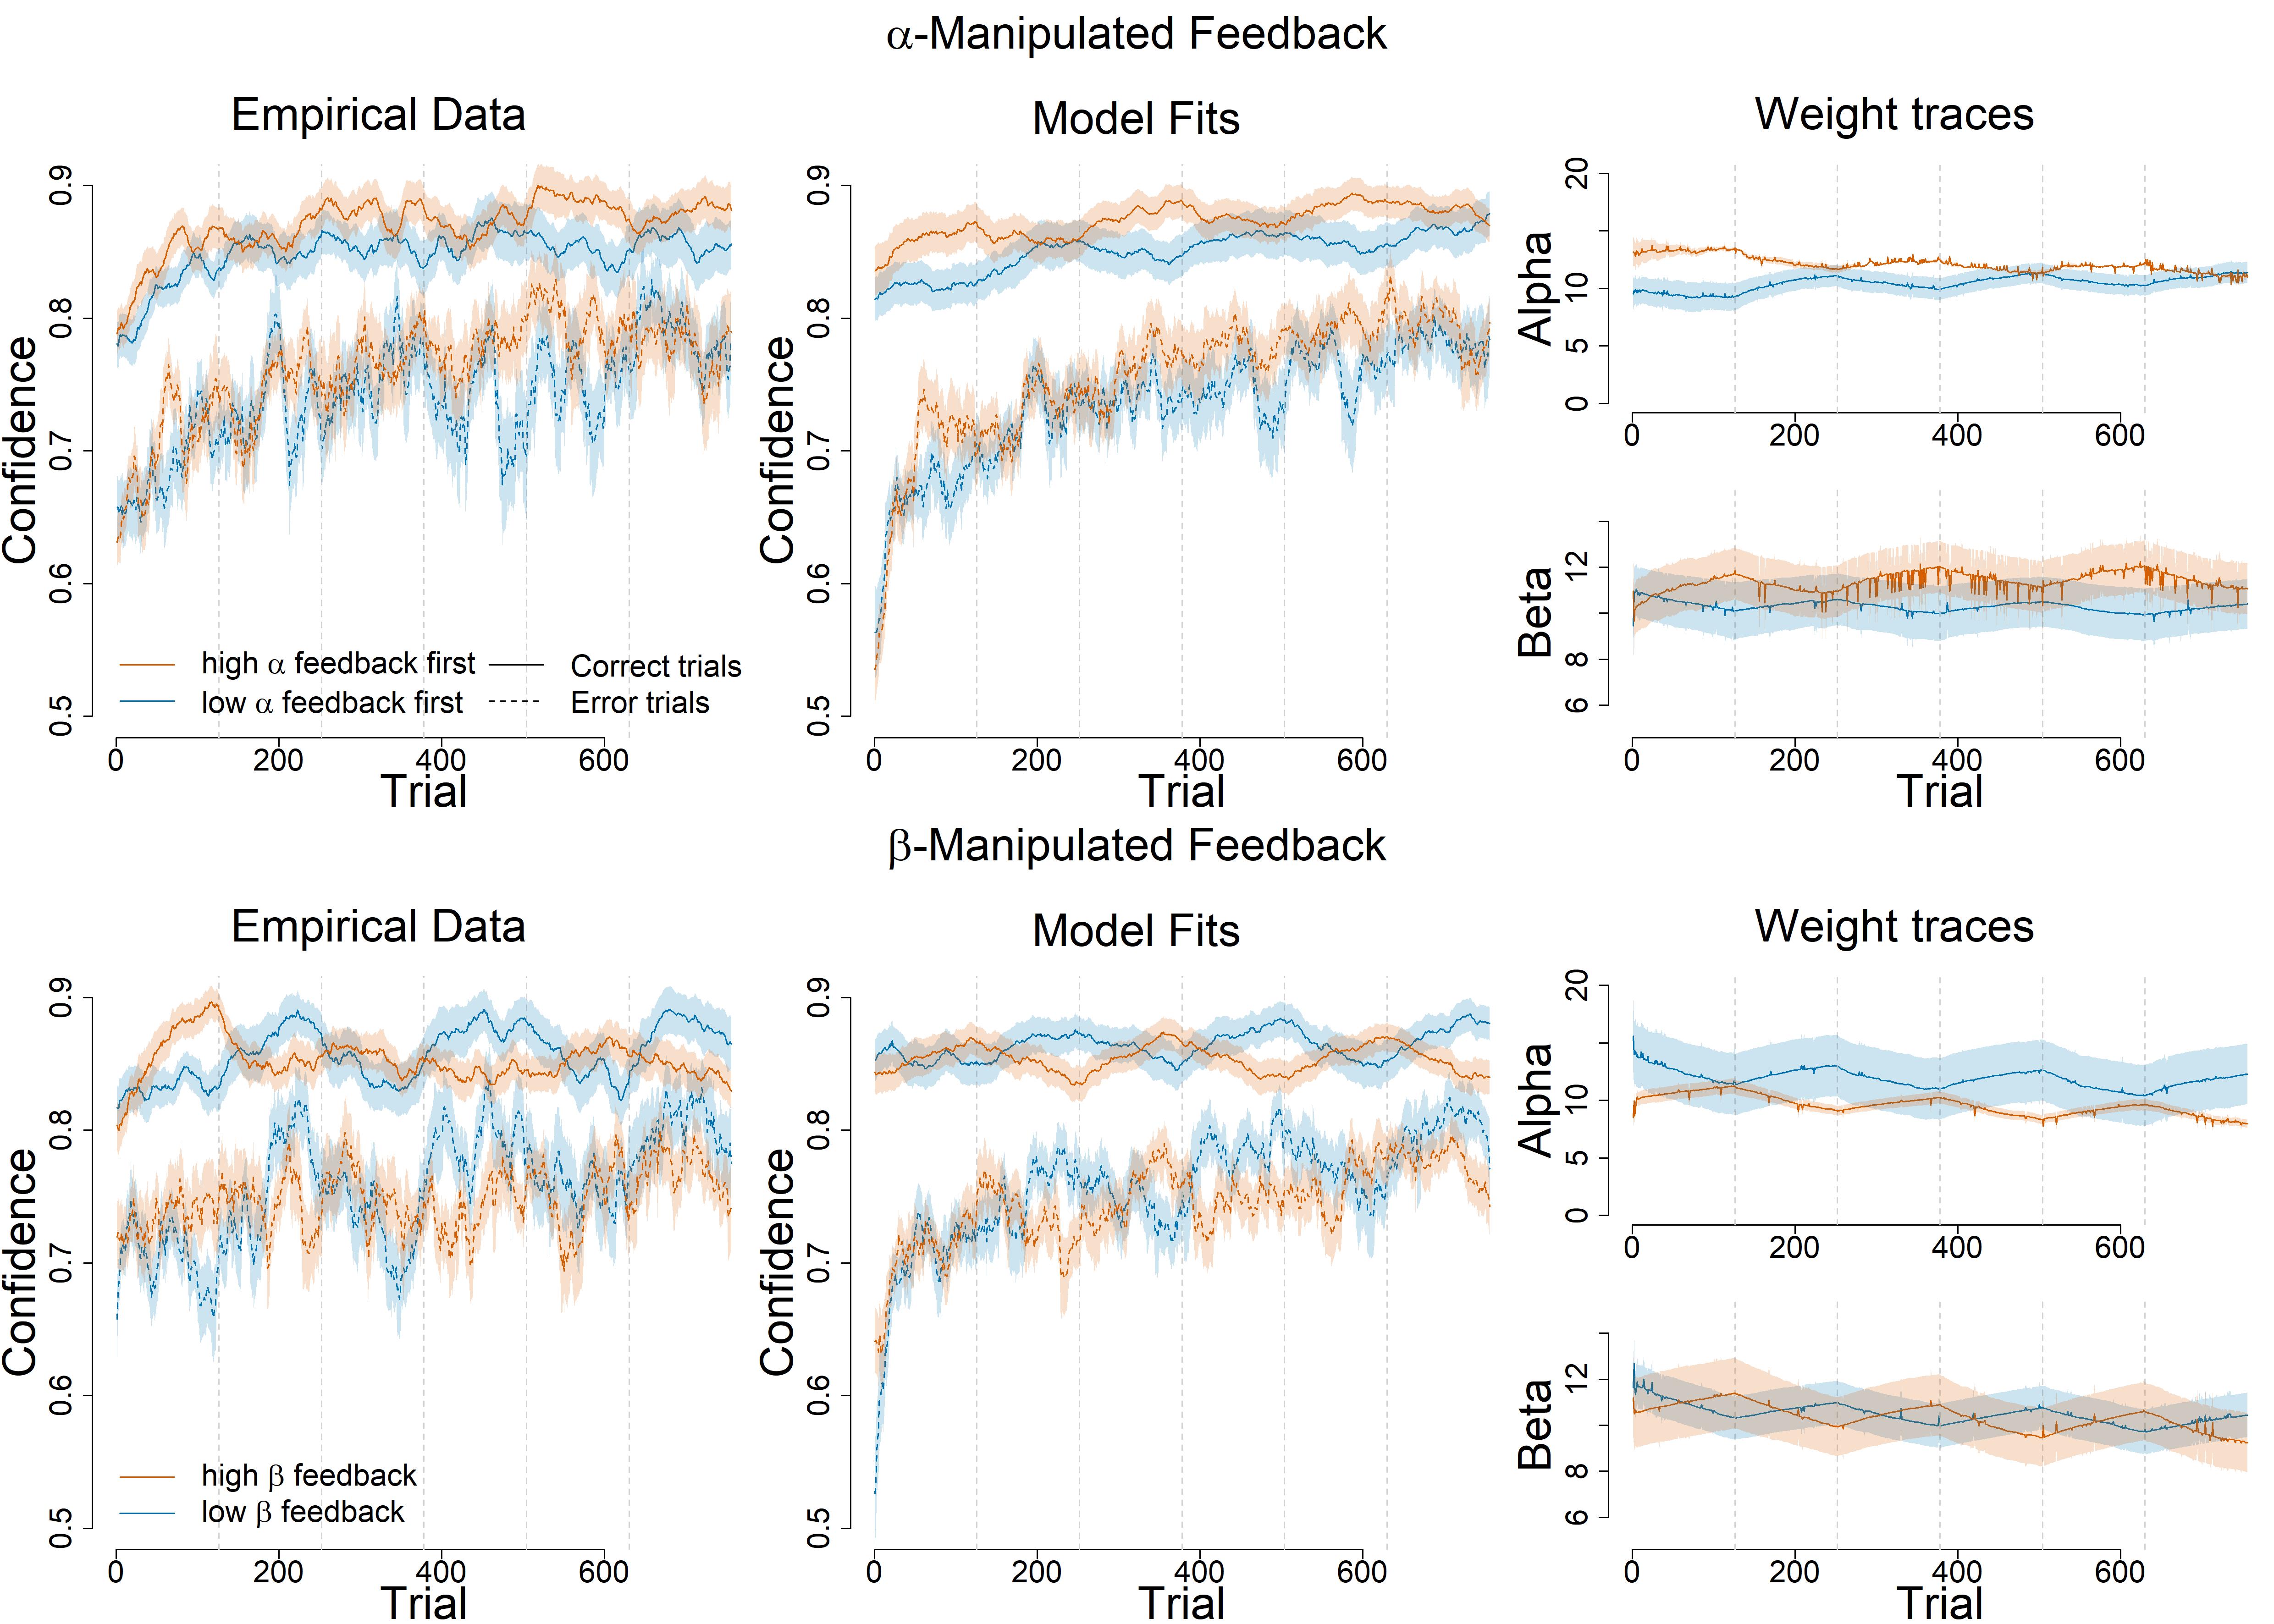 α-Manipulated Feedback
Empirical Data
Model Fits
Weight traces
Confidence
0.5 0.6 0.7 0.8 0.9
high α feedback first
low α feedback first
Correct trials
Error trials
0 200 400 600
Trial
Confidence
0.5 0.6 0.7 0.8 0.9
0 200 400 600
Trial
Alpha
0 5 10 20
0 200 400 600
Beta
6 8 12
0 200 400 600
Trial
β-Manipulated Feedback
Empirical Data
Model Fits
Weight traces
Confidence
0.5 0.6 0.7 0.8 0.9
high β feedback
low β feedback
0 200 400 600
Trial
Confidence
0.5 0.6 0.7 0.8 0.9
0 200 400 600
Trial
Alpha
0 5 10 20
0 200 400 600
Beta
6 8 12
0 200 400 600
Trial